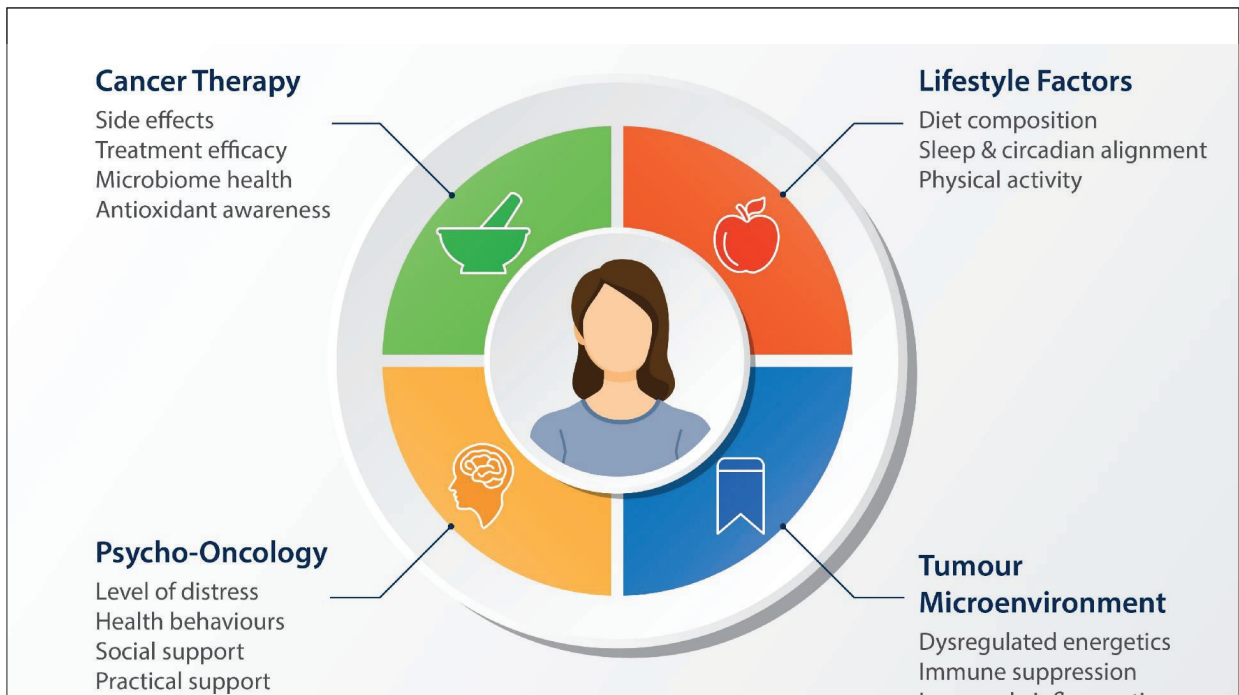 Cancer Therapy
Side effects
Treatment efficacy
Microbiome health
Antioxidant awareness
Lifestyle Factors
Diet composition
Sleep & circadian alignment
Physical activity
Psycho-Oncology
Level of distress
Health behaviours
Social support
Practical support
Tumour
Microenvironment
Dysregulated energetics
Immune suppression